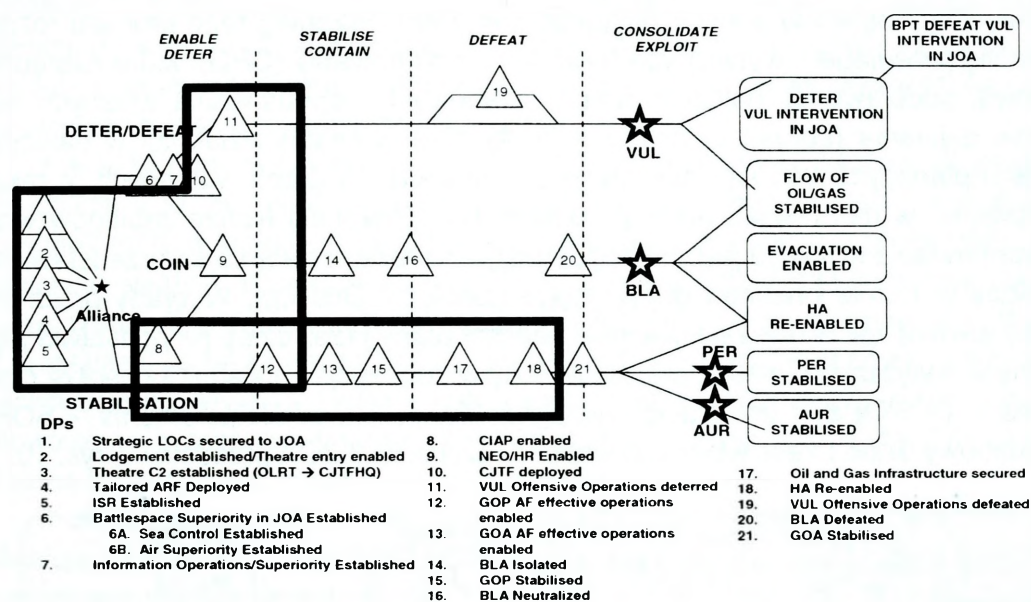 ENABLE
DETER
STABILISE
CONTAIN
DEFEAT
CONSOLIDATE
EXPLOIT
BPT DEFEAT VUL
INTERVENTION
IN JOA
19
DETER
VUL INTERVENTION
IN JOA
11
DETER/DEFEAT
VUL
6
7
10
FLOW OF
OIL/GAS
STABILISED
1
2
3
4
5
COIN
9
14
16
20
BLA
EVACUATION
ENABLED
Alliance
HA
RE-ENABLED
8
12
13
15
17
18
21
PER
PER
STABILISED
STABILISATION
AUR
AUR
STABILISED
DPs
1. Strategic LOCs secured to JOA
2. Lodgement established/Theatre entry enabled
3. Theatre C2 established (OLRT → CJTFHQ)
4. Tailored ARF Deployed
5. ISR Established
6. Battlespace Superiority in JOA Established
6A. Sea Control Established
6B. Air Superiority Established
7. Information Operations/Superiority Established
8. CIAP enabled
9. NEO/HR Enabled
10. CJTF deployed
11. VUL Offensive Operations deterred
12. GOP AF effective operations
enabled
13. GOA AF effective operations
enabled
14. BLA Isolated
15. GOP Stabilised
16. BLA Neutralized
17. Oil and Gas Infrastructure secured
18. HA Re-enabled
19. VUL Offensive Operations defeated
20. BLA Defeated
21. GOA Stabilised